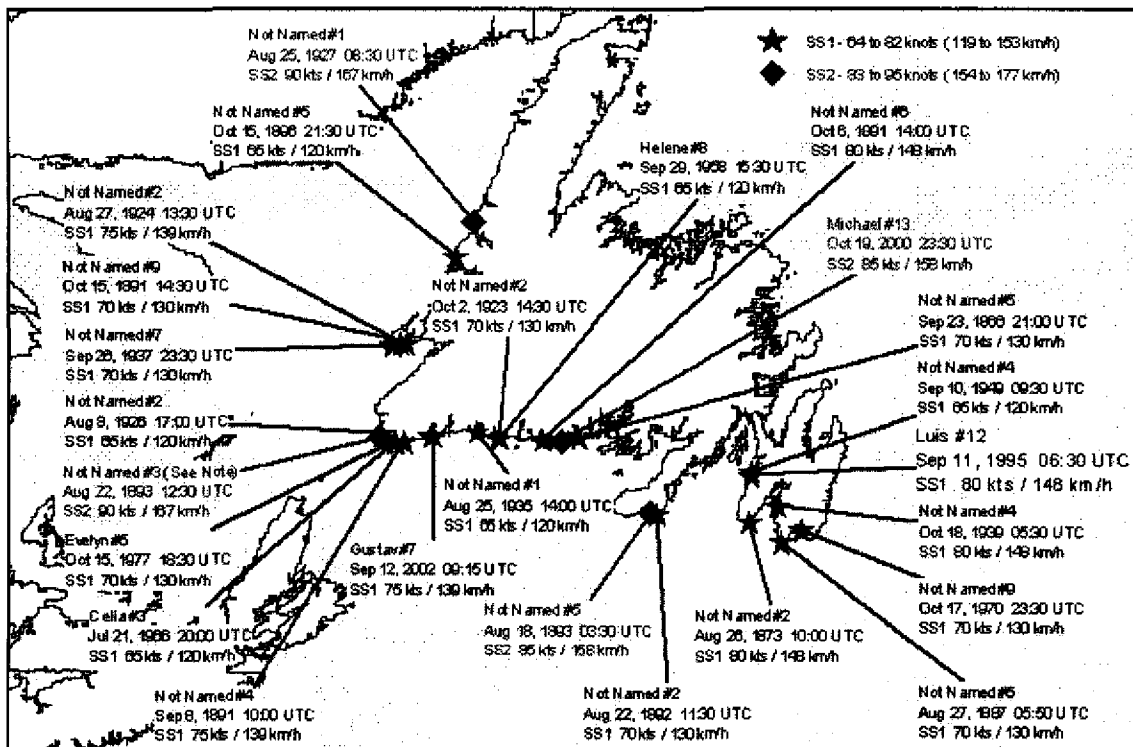 Not Named #1
Aug 25, 1927 06:30 UTC
SS2 90 kts / 167 km/h
SS1 - 64 to 82 knots (119 to 153 km/h)
SS2 - 83 to 95 knots (154 to 177 km/h)
Not Named #5
Oct 15, 1896 21:30 UTC
SS1 65 kts / 120 km/h
Not Named #6
Oct 6, 1991 14:00 UTC
SS1 80 kts / 148 km/h
Helene #8
Sep 29, 1958 15:30 UTC
SS1 65 kts / 120 km/h
Not Named #2
Aug 27, 1924 13:30 UTC
SS1 75 kts / 139 km/h
Michael #13
Oct 19, 2000 23:30 UTC
SS2 85 kts / 158 km/h
Not Named #9
Oct 15, 1891 14:30 UTC
SS1 70 kts / 130 km/h
Not Named #2
Oct 2, 1923 14:30 UTC
SS1 70 kts / 130 km/h
Not Named #5
Sep 23, 1866 21:00 UTC
SS1 70 kts / 130 km/h
Not Named #7
Sep 26, 1937 23:30 UTC
SS1 70 kts / 130 km/h
Not Named #4
Sep 10, 1949 09:30 UTC
SS1 65 kts / 120 km/h
Not Named #2
Aug 9, 1926 17:00 UTC
SS1 65 kts / 120 km/h
Luis #12
Sep 11, 1995 06:30 UTC
SS1 80 kts / 148 km/h
Not Named #3 (See Note)
Aug 22, 1893 12:30 UTC
SS2 90 kts / 167 km/h
Not Named #1
Aug 25, 1935 14:00 UTC
SS1 65 kts / 120 km/h
Not Named #4
Oct 18, 1939 05:30 UTC
SS1 80 kts / 148 km/h
Evelyn #5
Oct 15, 1977 18:30 UTC
SS1 70 kts / 130 km/h
Gustav #7
Sep 12, 2002 09:15 UTC
SS1 75 kts / 139 km/h
Not Named #9
Oct 17, 1970 23:30 UTC
SS1 70 kts / 130 km/h
Celia #3
Jul 21, 1966 20:00 UTC
SS1 65 kts / 120 km/h
Not Named #5
Aug 18, 1893 03:30 UTC
SS2 85 kts / 158 km/h
Not Named #2
Aug 26, 1873 10:00 UTC
SS1 80 kts / 148 km/h
Not Named #4
Sep 8, 1891 10:00 UTC
SS1 75 kts / 139 km/h
Not Named #2
Aug 22, 1892 11:30 UTC
SS1 70 kts / 130 km/h
Not Named #5
Aug 27, 1887 05:50 UTC
SS1 70 kts / 130 km/h